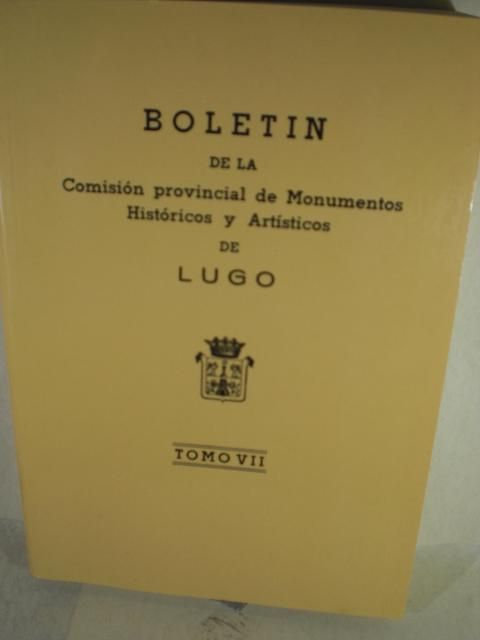 BOLETIN
DE LA
Comisión provincial de Monumentos
Históricos y Artísticos
DE
LUGO
TOMO VII